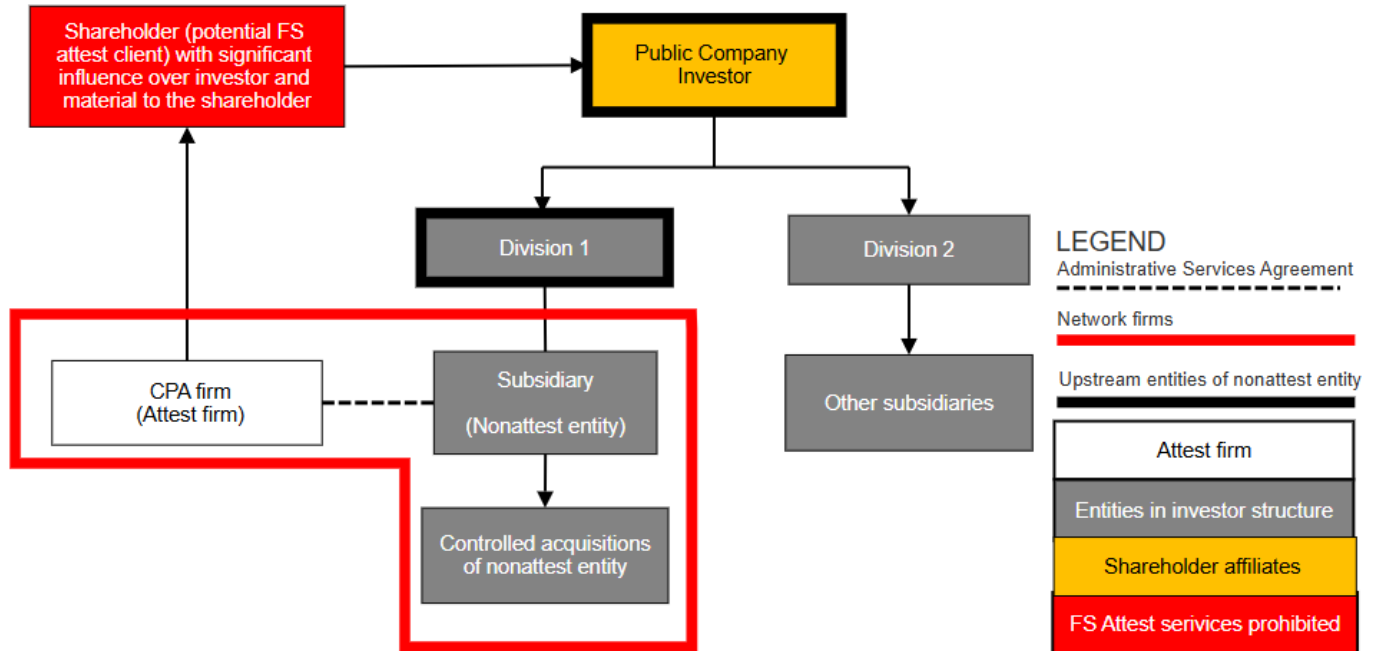 Shareholder (potential FS
attest client) with significant
influence over investor and
material to the shareholder
Public Company
Investor
Division 1
Division 2
CPA firm
(Attest firm)
Subsidiary
(Nonattest entity)
Other subsidiaries
Controlled acquisitions
of nonattest entity
LEGEND
Administrative Services Agreement
Network firms
Upstream entities of nonattest entity
Attest firm
Entities in investor structure
Shareholder affiliates
FS Attest serivices prohibited